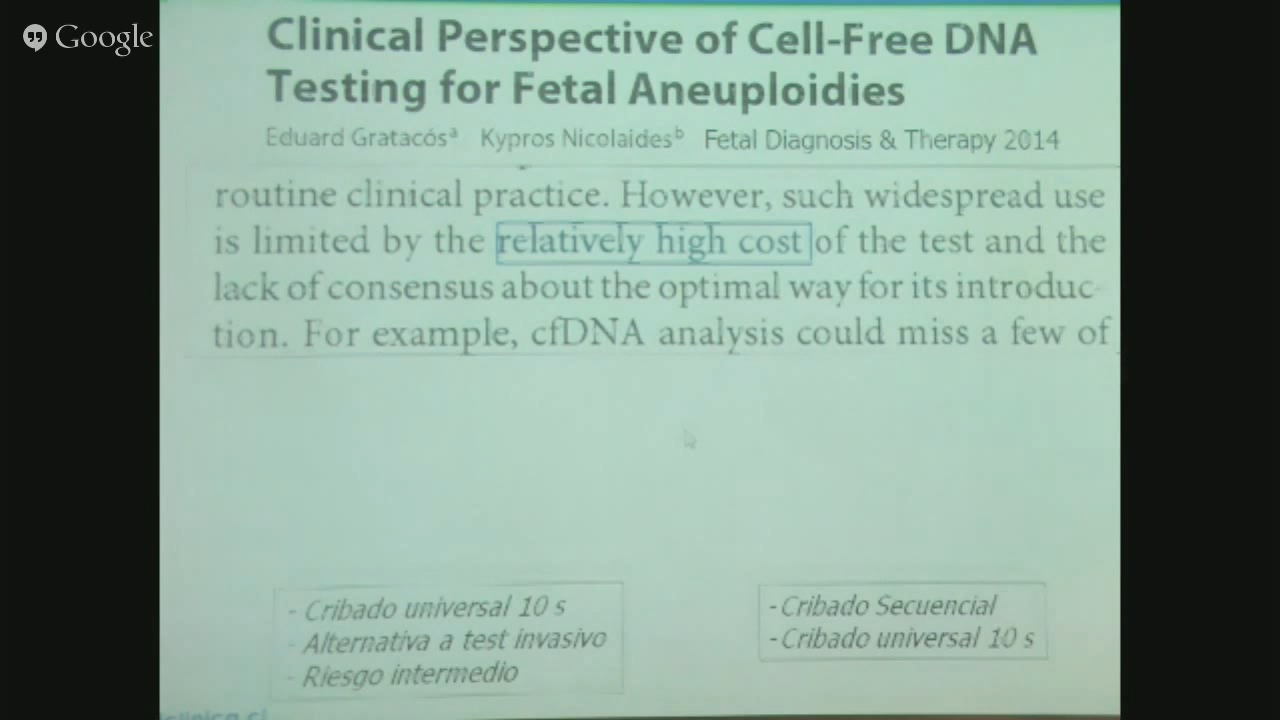 Google
Clinical Perspective of Cell-Free DNA
Testing for Fetal Aneuploidies
Eduard Gratacósᵃ Kypros Nicolaidesᵇ Fetal Diagnosis & Therapy 2014
routine clinical practice. However, such widespread use
is limited by the relatively high cost of the test and the
lack of consensus about the optimal way for its introduc-
tion. For example, cfDNA analysis could miss a few of
- Cribado universal 10 s
- Alternativa a test invasivo
- Riesgo intermedio
- Cribado Secuencial
- Cribado universal 10 s